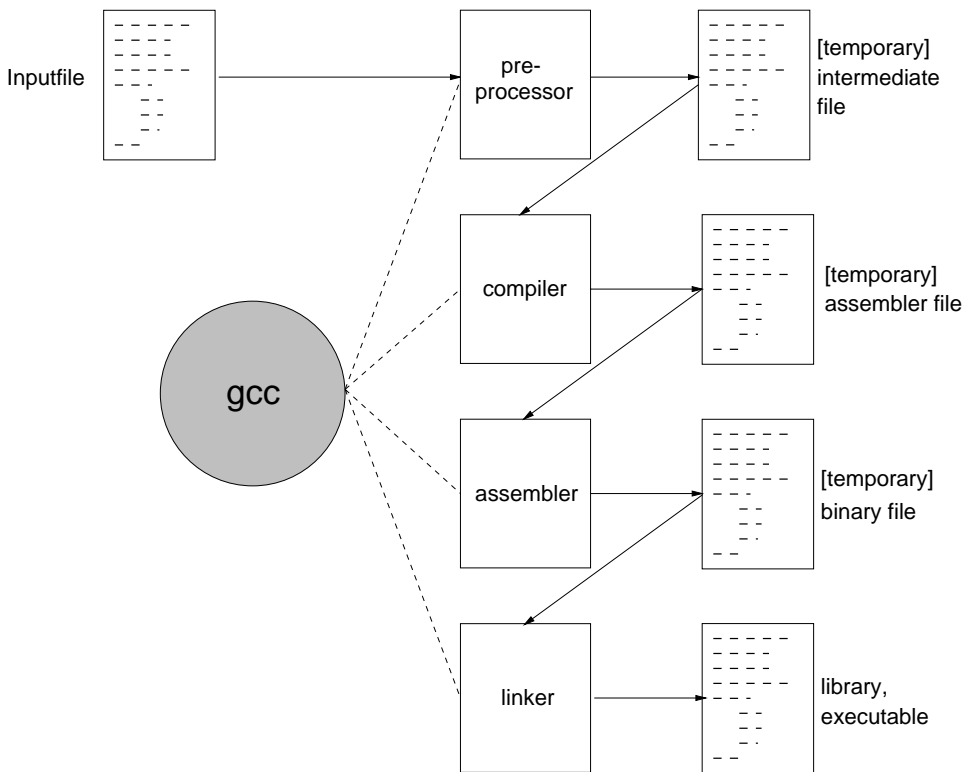 Inputfile
pre-
processor
[temporary]
intermediate
file
compiler
[temporary]
assembler file
gcc
assembler
[temporary]
binary file
linker
library,
executable